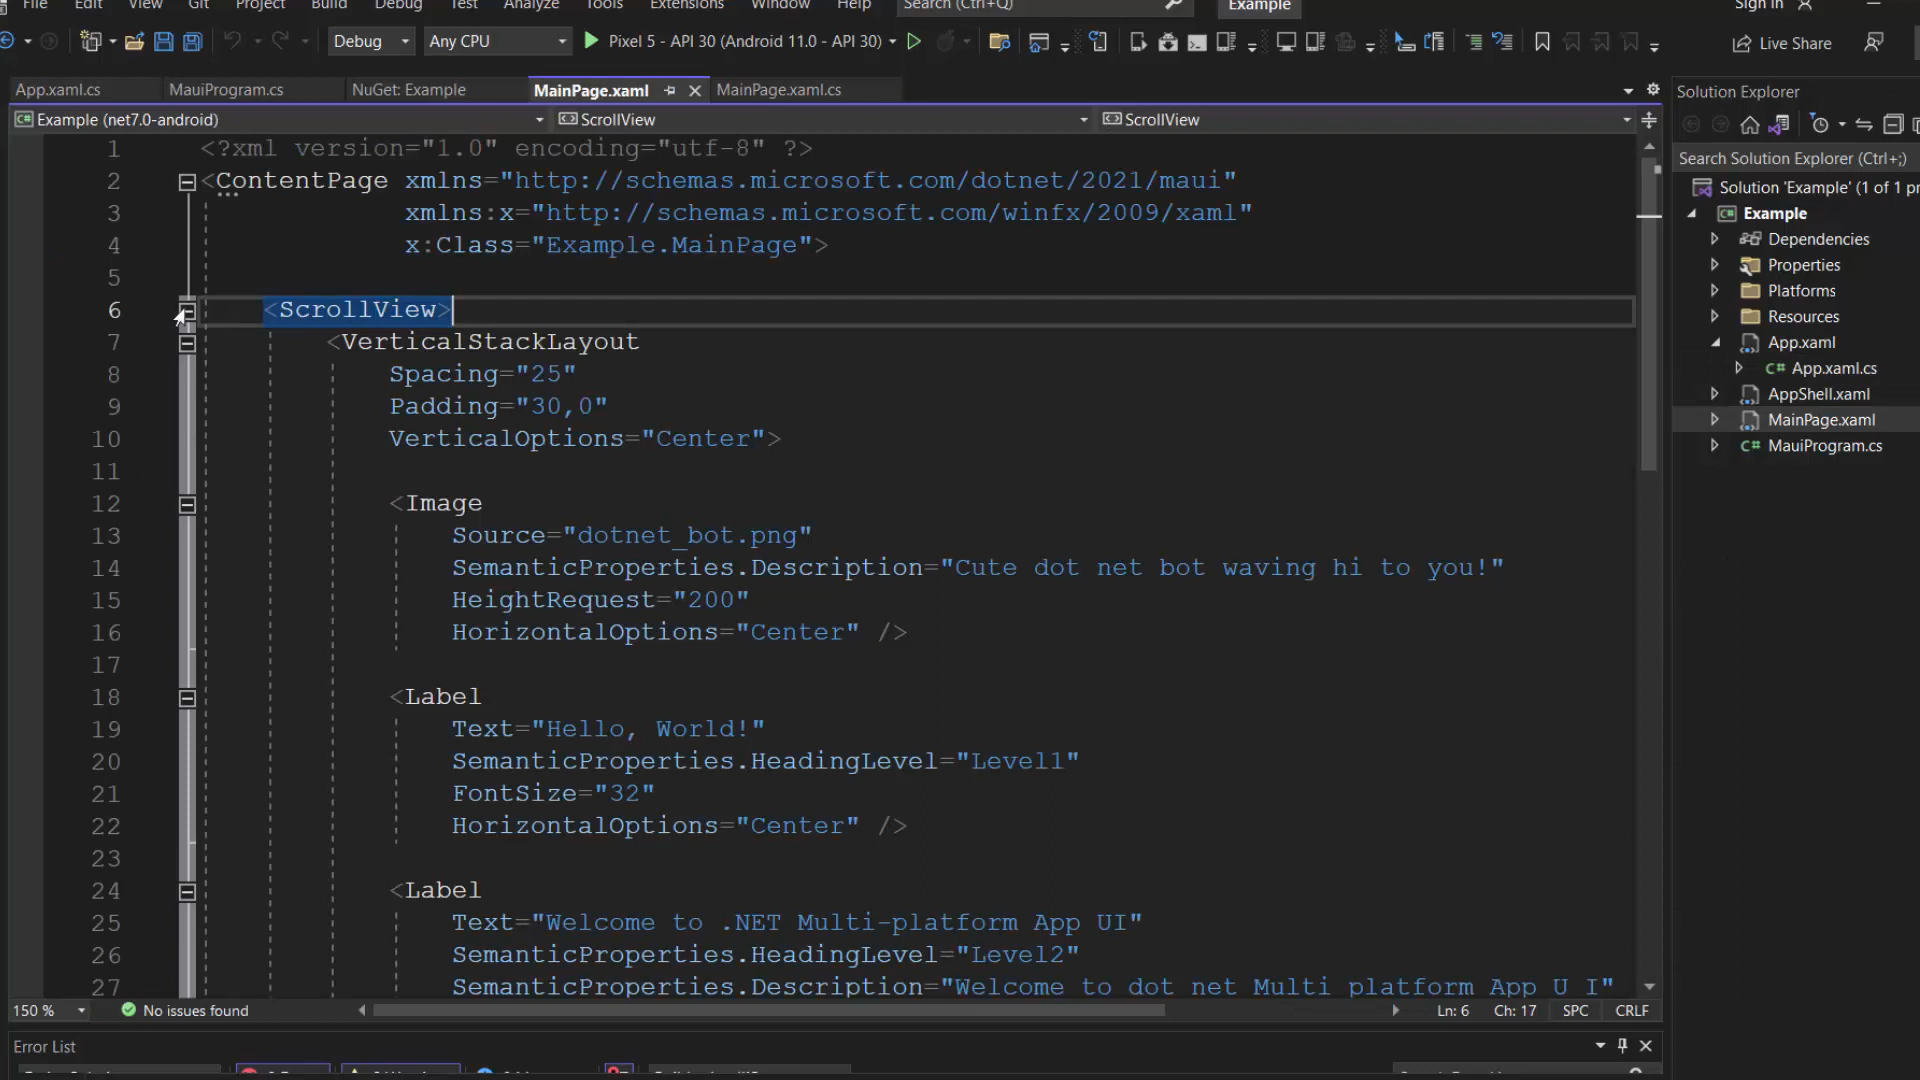 File Edit View Git Project Build Debug Test Analyze Tools Extensions Window Help Search (Ctrl+Q) Example Sign in
Debug Any CPU Pixel 5 - API 30 (Android 11.0 - API 30) Live Share
App.xaml.cs MauiProgram.cs NuGet: Example MainPage.xaml MainPage.xaml.cs
Example (net7.0-android) ScrollView ScrollView
1 <?xml version="1.0" encoding="utf-8" ?>
2 <ContentPage xmlns="http://schemas.microsoft.com/dotnet/2021/maui"
3 xmlns:x="http://schemas.microsoft.com/winfx/2009/xaml"
4 x:Class="Example.MainPage">
5
6 <ScrollView>
7 <VerticalStackLayout
8 Spacing="25"
9 Padding="30,0"
10 VerticalOptions="Center">
11
12 <Image
13 Source="dotnet_bot.png"
14 SemanticProperties.Description="Cute dot net bot waving hi to you!"
15 HeightRequest="200"
16 HorizontalOptions="Center" />
17
18 <Label
19 Text="Hello, World!"
20 SemanticProperties.HeadingLevel="Level1"
21 FontSize="32"
22 HorizontalOptions="Center" />
23
24 <Label
25 Text="Welcome to .NET Multi-platform App UI"
26 SemanticProperties.HeadingLevel="Level2"
27 SemanticProperties.Description="Welcome to dot net Multi platform App U I"
150 % No issues found Ln: 6 Ch: 17 SPC CRLF
Error List
Solution Explorer
Search Solution Explorer (Ctrl+;)
Solution 'Example' (1 of 1 p
Example
Dependencies
Properties
Platforms
Resources
App.xaml
C# App.xaml.cs
AppShell.xaml
MainPage.xaml
C# MauiProgram.cs